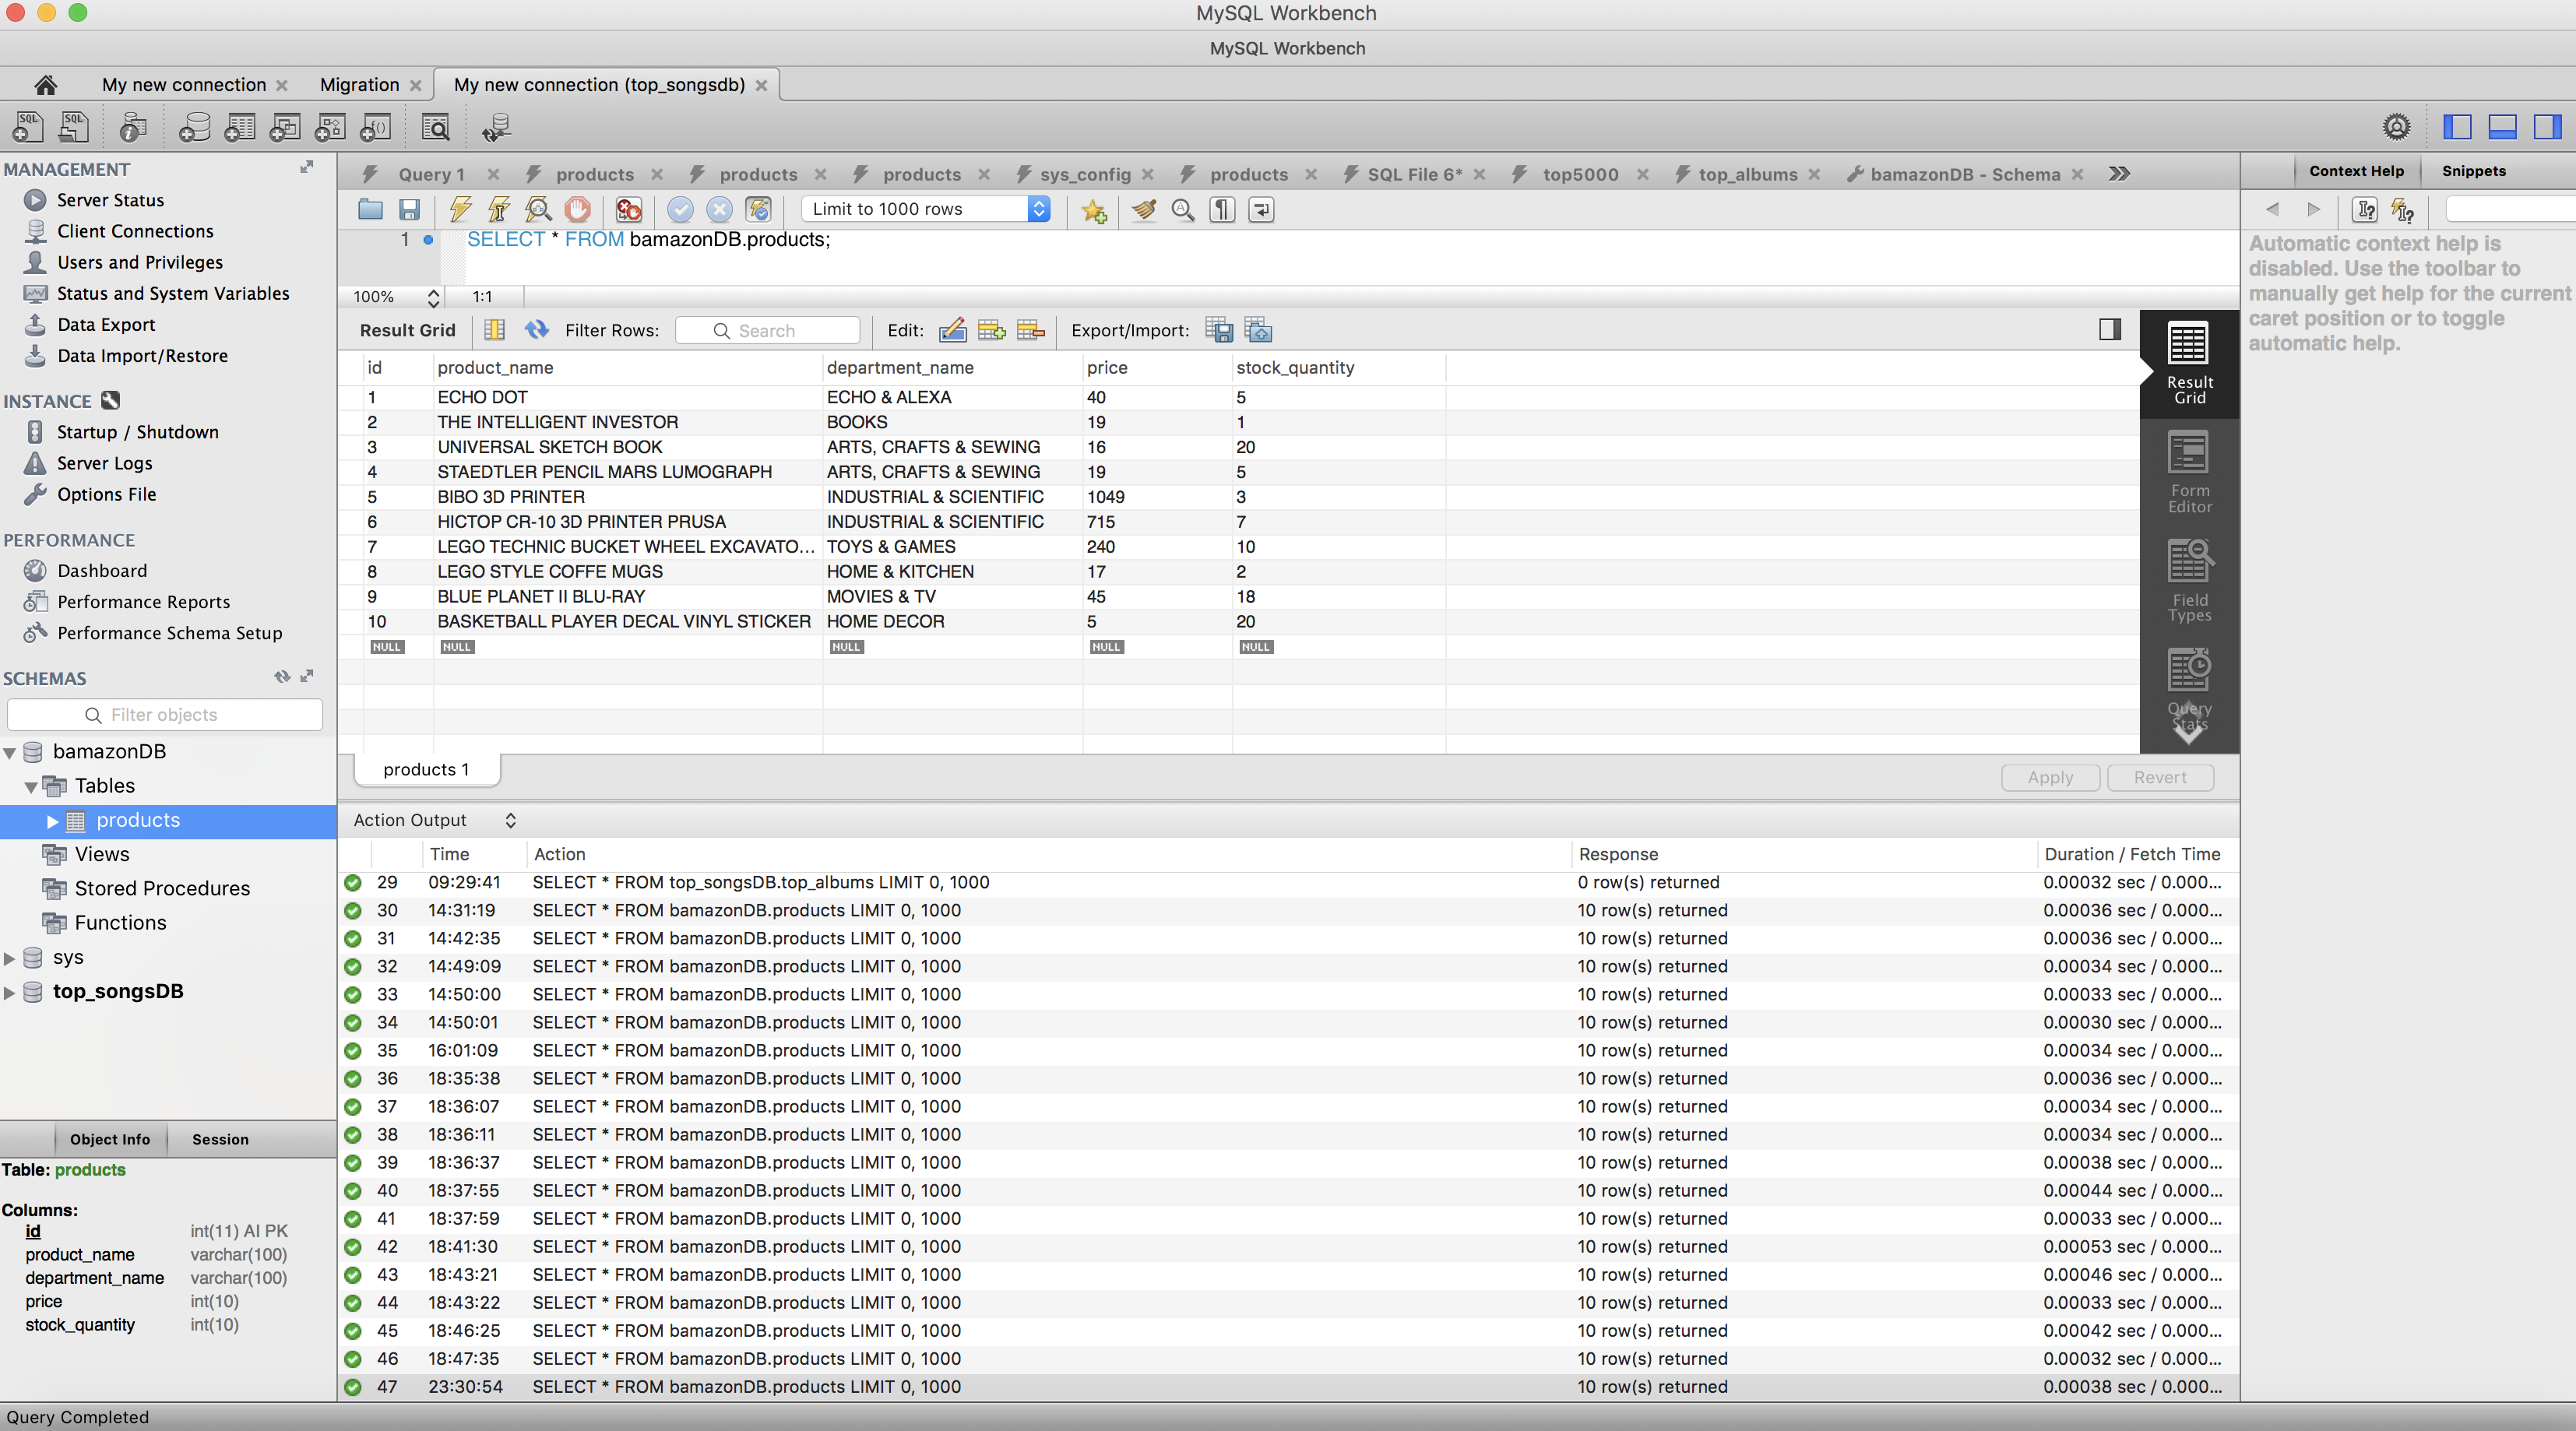 MySQL Workbench
MySQL Workbench
My new connection Migration My new connection (top_songsdb)
MANAGEMENT
Server Status
Client Connections
Users and Privileges
Status and System Variables
Data Export
Data Import/Restore
INSTANCE
Startup / Shutdown
Server Logs
Options File
PERFORMANCE
Dashboard
Performance Reports
Performance Schema Setup
SCHEMAS
Filter objects
bamazonDB
Tables
products
Views
Stored Procedures
Functions
sys
top_songsDB
Object Info Session
Table: products
Columns:
id int(11) AI PK
product_name varchar(100)
department_name varchar(100)
price int(10)
stock_quantity int(10)
Query 1 products products products sys_config products SQL File 6* top5000 top_albums bamazonDB - Schema
Limit to 1000 rows
1 SELECT * FROM bamazonDB.products;
100% 1:1
Result Grid Filter Rows: Search Edit: Export/Import:
id product_name department_name price stock_quantity
1 ECHO DOT ECHO & ALEXA 40 5
2 THE INTELLIGENT INVESTOR BOOKS 19 1
3 UNIVERSAL SKETCH BOOK ARTS, CRAFTS & SEWING 16 20
4 STAEDTLER PENCIL MARS LUMOGRAPH ARTS, CRAFTS & SEWING 19 5
5 BIBO 3D PRINTER INDUSTRIAL & SCIENTIFIC 1049 3
6 HICTOP CR-10 3D PRINTER PRUSA INDUSTRIAL & SCIENTIFIC 715 7
7 LEGO TECHNIC BUCKET WHEEL EXCAVATO... TOYS & GAMES 240 10
8 LEGO STYLE COFFE MUGS HOME & KITCHEN 17 2
9 BLUE PLANET II BLU-RAY MOVIES & TV 45 18
10 BASKETBALL PLAYER DECAL VINYL STICKER HOME DECOR 5 20
NULL NULL NULL NULL NULL
Result
Grid
Form
Editor
Field
Types
Query
Stats
products 1 Apply Revert
Action Output
Time Action Response Duration / Fetch Time
29 09:29:41 SELECT * FROM top_songsDB.top_albums LIMIT 0, 1000 0 row(s) returned 0.00032 sec / 0.000...
30 14:31:19 SELECT * FROM bamazonDB.products LIMIT 0, 1000 10 row(s) returned 0.00036 sec / 0.000...
31 14:42:35 SELECT * FROM bamazonDB.products LIMIT 0, 1000 10 row(s) returned 0.00036 sec / 0.000...
32 14:49:09 SELECT * FROM bamazonDB.products LIMIT 0, 1000 10 row(s) returned 0.00034 sec / 0.000...
33 14:50:00 SELECT * FROM bamazonDB.products LIMIT 0, 1000 10 row(s) returned 0.00033 sec / 0.000...
34 14:50:01 SELECT * FROM bamazonDB.products LIMIT 0, 1000 10 row(s) returned 0.00030 sec / 0.000...
35 16:01:09 SELECT * FROM bamazonDB.products LIMIT 0, 1000 10 row(s) returned 0.00034 sec / 0.000...
36 18:35:38 SELECT * FROM bamazonDB.products LIMIT 0, 1000 10 row(s) returned 0.00036 sec / 0.000...
37 18:36:07 SELECT * FROM bamazonDB.products LIMIT 0, 1000 10 row(s) returned 0.00034 sec / 0.000...
38 18:36:11 SELECT * FROM bamazonDB.products LIMIT 0, 1000 10 row(s) returned 0.00034 sec / 0.000...
39 18:36:37 SELECT * FROM bamazonDB.products LIMIT 0, 1000 10 row(s) returned 0.00038 sec / 0.000...
40 18:37:55 SELECT * FROM bamazonDB.products LIMIT 0, 1000 10 row(s) returned 0.00044 sec / 0.000...
41 18:37:59 SELECT * FROM bamazonDB.products LIMIT 0, 1000 10 row(s) returned 0.00033 sec / 0.000...
42 18:41:30 SELECT * FROM bamazonDB.products LIMIT 0, 1000 10 row(s) returned 0.00053 sec / 0.000...
43 18:43:21 SELECT * FROM bamazonDB.products LIMIT 0, 1000 10 row(s) returned 0.00046 sec / 0.000...
44 18:43:22 SELECT * FROM bamazonDB.products LIMIT 0, 1000 10 row(s) returned 0.00033 sec / 0.000...
45 18:46:25 SELECT * FROM bamazonDB.products LIMIT 0, 1000 10 row(s) returned 0.00042 sec / 0.000...
46 18:47:35 SELECT * FROM bamazonDB.products LIMIT 0, 1000 10 row(s) returned 0.00032 sec / 0.000...
47 23:30:54 SELECT * FROM bamazonDB.products LIMIT 0, 1000 10 row(s) returned 0.00038 sec / 0.000...
Context Help Snippets
Automatic context help is
disabled. Use the toolbar to
manually get help for the current
caret position or to toggle
automatic help.
Query Completed